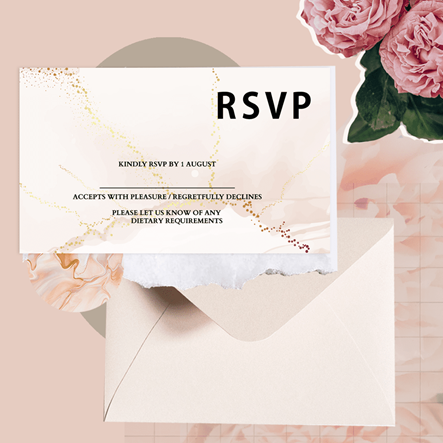 RSVP
KINDLY RSVP BY 1 AUGUST
ACCEPTS WITH PLEASURE / REGRETFULLY DECLINES
PLEASE LET US KNOW OF ANY
DIETARY REQUIREMENTS